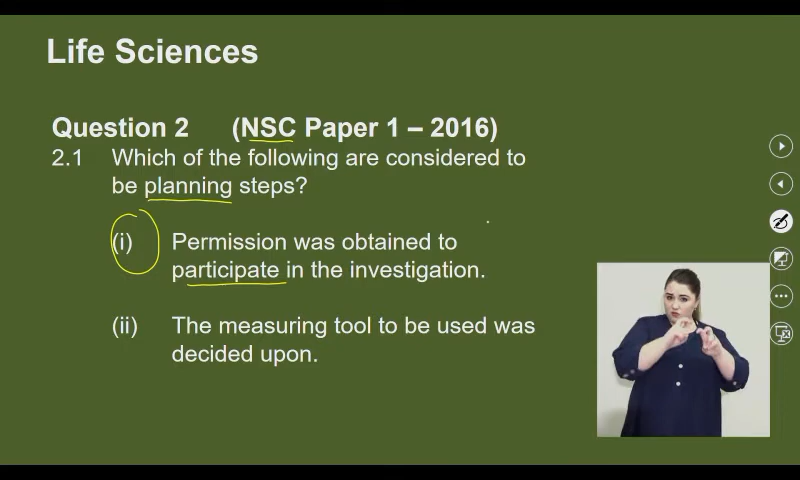 Life Sciences
Question 2 (NSC Paper 1 – 2016)
2.1 Which of the following are considered to
be planning steps?
(i) Permission was obtained to
participate in the investigation.
(ii) The measuring tool to be used was
decided upon.